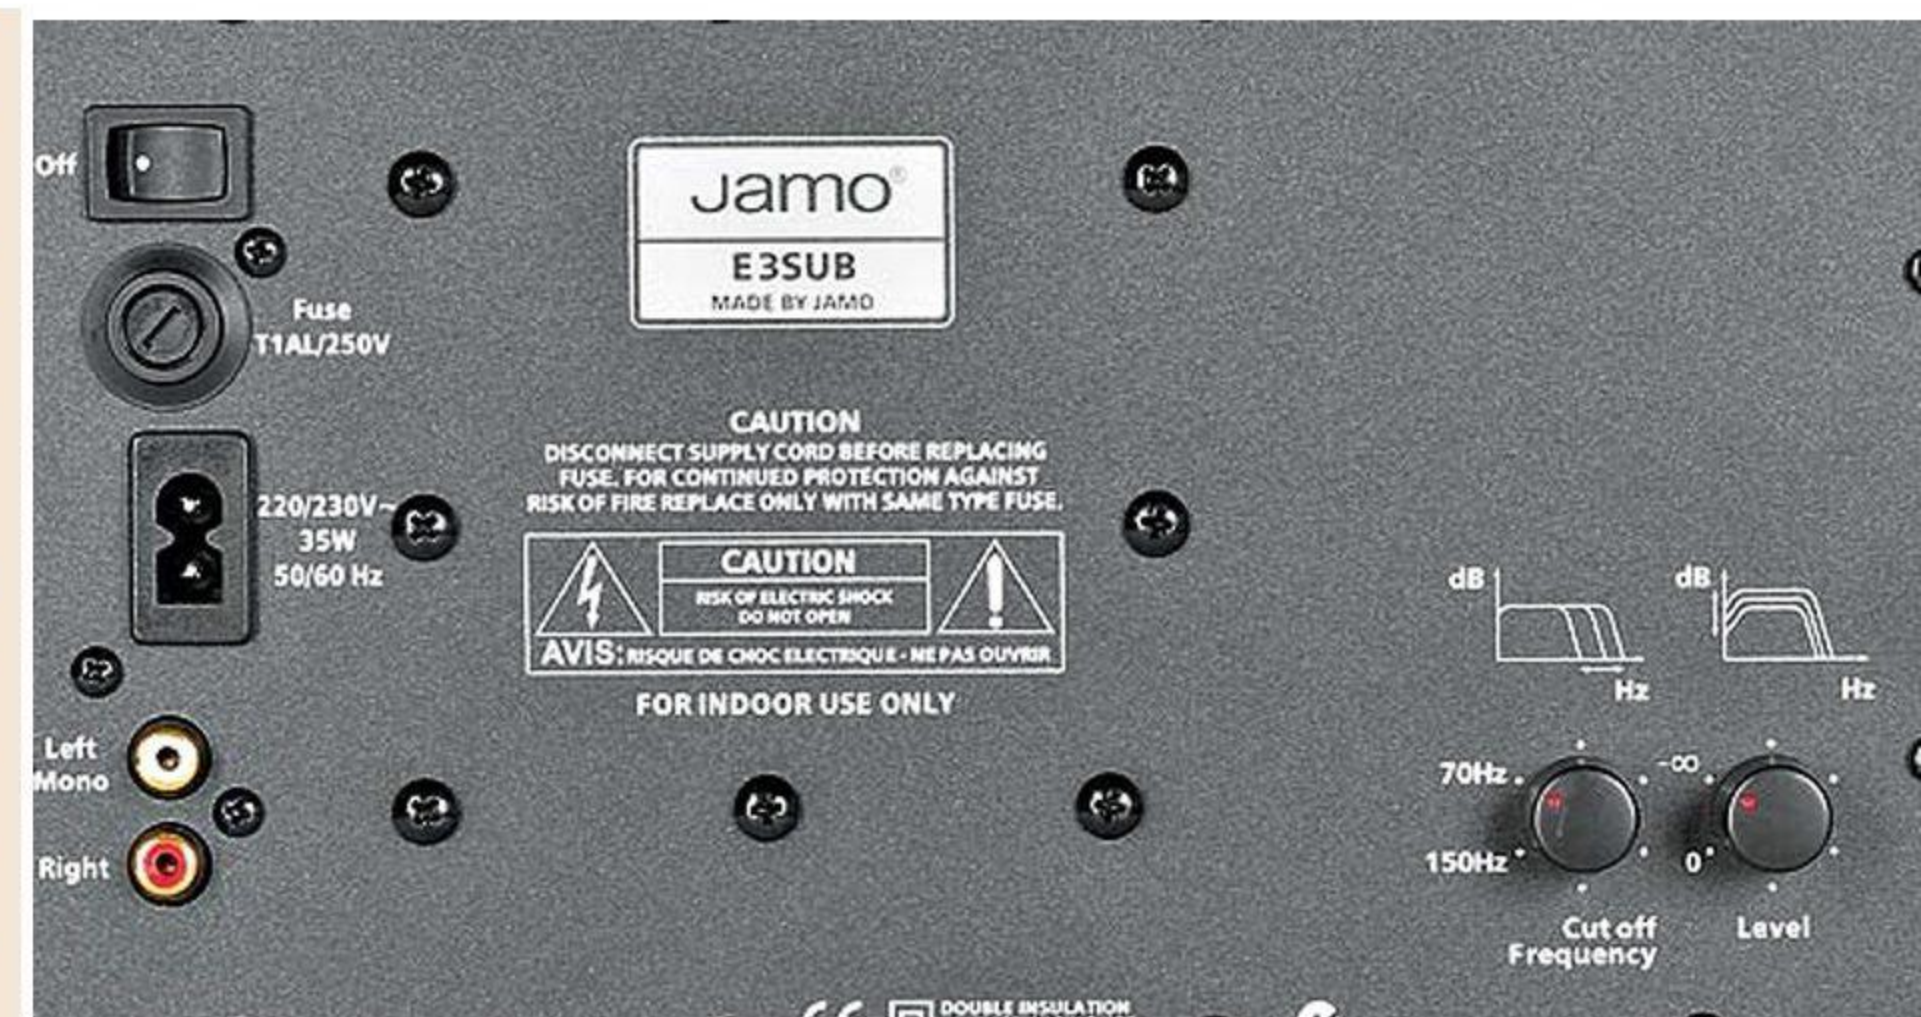 Off
Fuse
T1AL/250V
220/230V~
35W
50/60 Hz
Left
Mono
Right
Jamo®
E3SUB
MADE BY JAMO
CAUTION
DISCONNECT SUPPLY CORD BEFORE REPLACING
FUSE. FOR CONTINUED PROTECTION AGAINST
RISK OF FIRE REPLACE ONLY WITH SAME TYPE FUSE.
CAUTION
RISK OF ELECTRIC SHOCK
DO NOT OPEN
AVIS: RISQUE DE CHOC ELECTRIQUE - NE PAS OUVRIR
FOR INDOOR USE ONLY
dB
Hz
dB
Hz
70Hz
150Hz
Cut off
Frequency
-∞
0
Level
CE
DOUBLE INSULATION